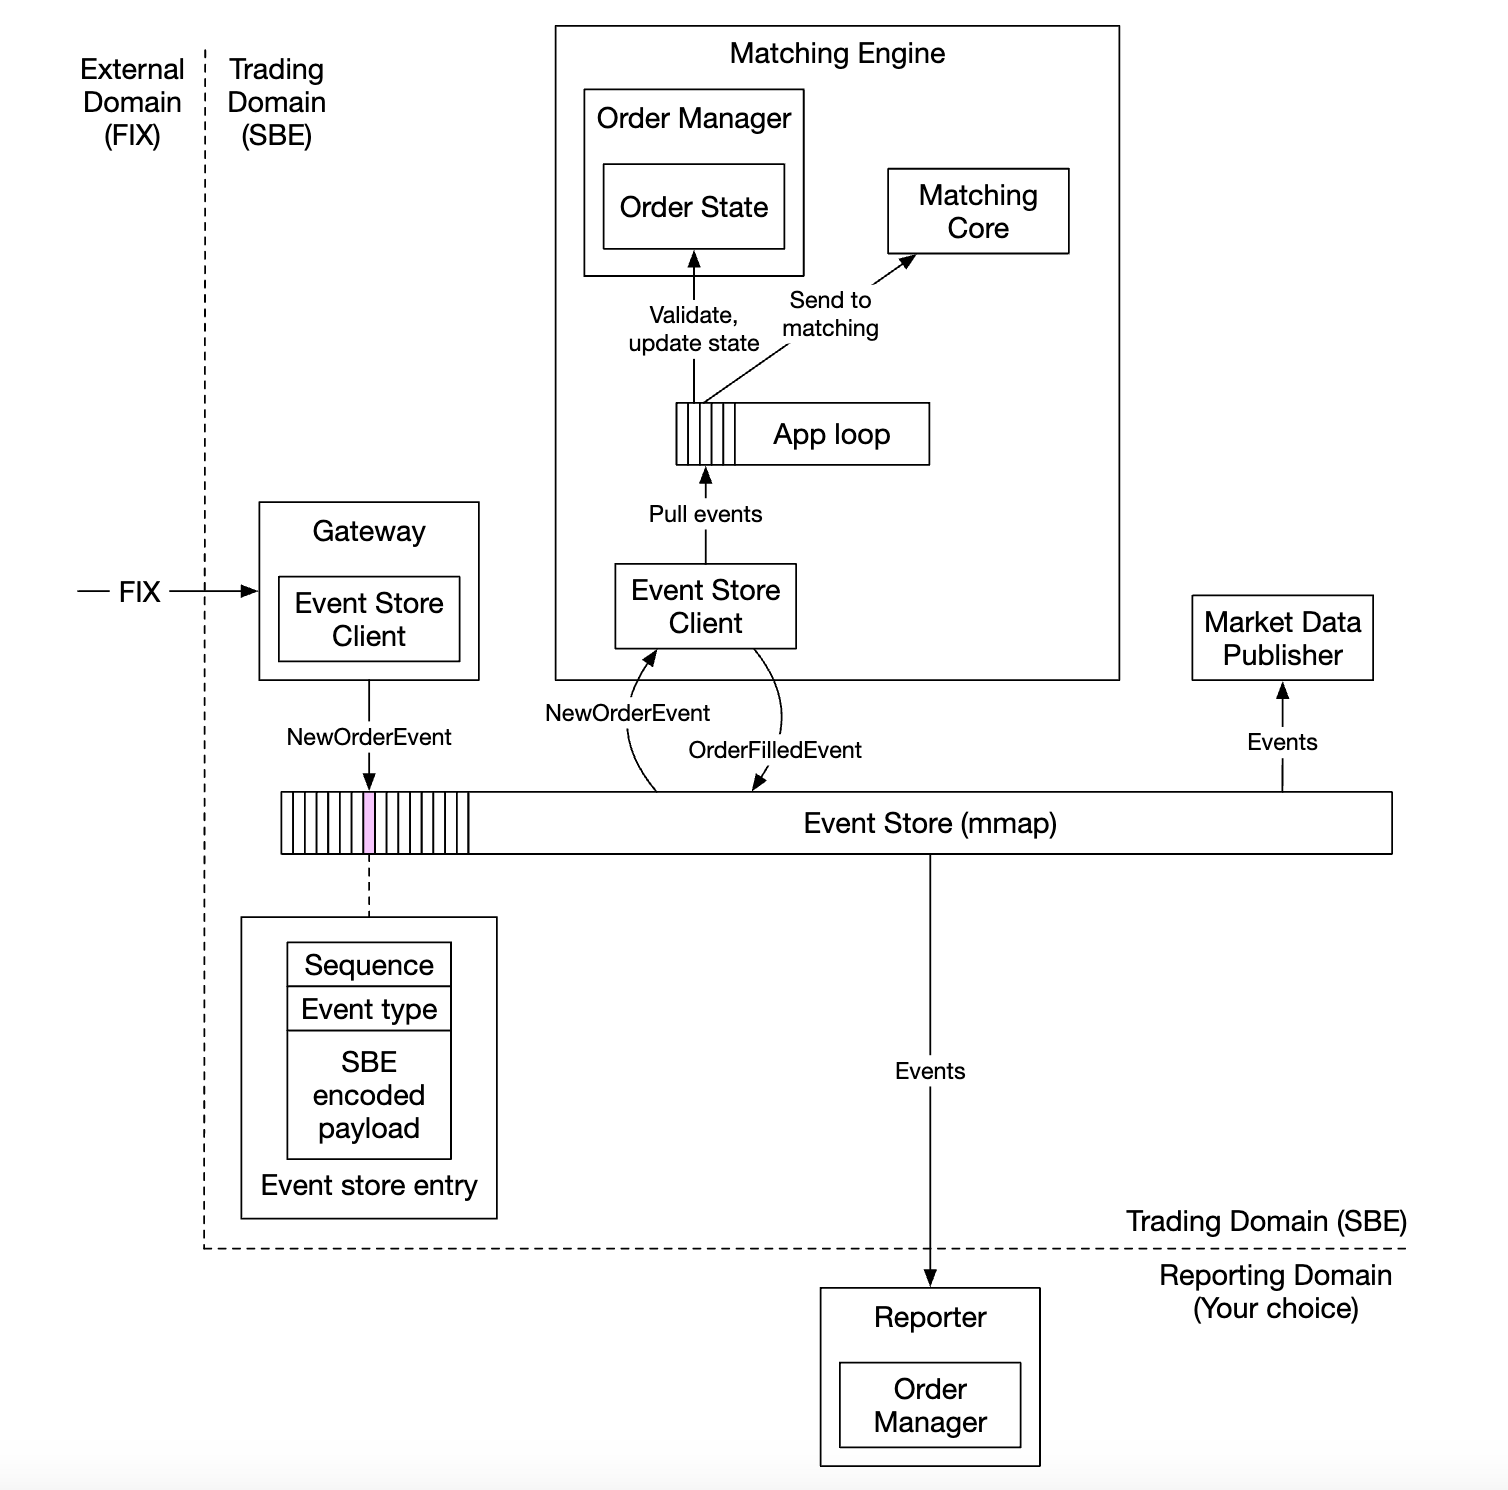 External
Domain
(FIX)
Trading
Domain
(SBE)
Matching Engine
Order Manager
Order State
Matching
Core
Validate,
update state
Send to
matching
App loop
Pull events
Event Store
Client
Gateway
Event Store
Client
FIX
Market Data
Publisher
NewOrderEvent
NewOrderEvent
OrderFilledEvent
Events
Event Store (mmap)
Sequence
Event type
SBE
encoded
payload
Event store entry
Events
Trading Domain (SBE)
Reporting Domain
(Your choice)
Reporter
Order
Manager